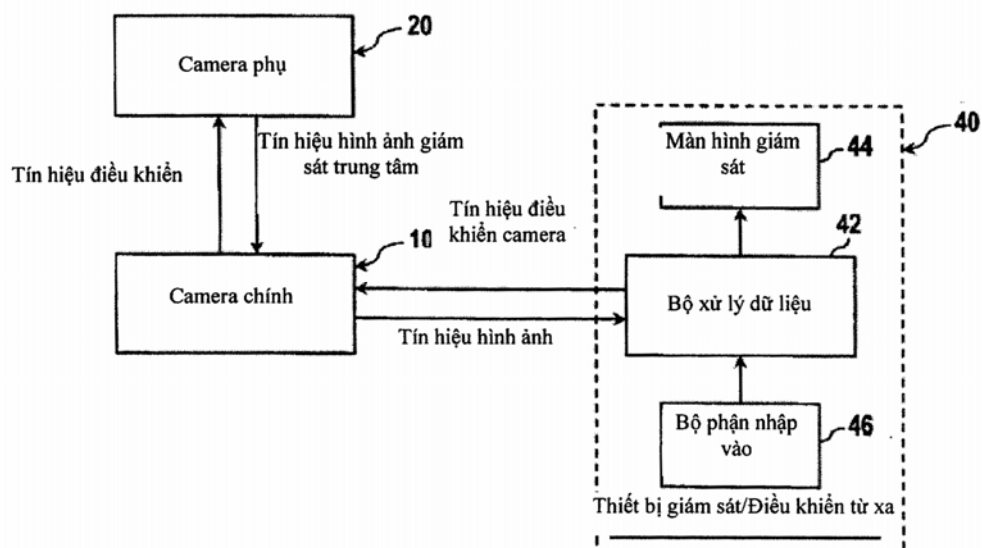 20
Camera phụ
Tín hiệu hình ảnh giám
sát trung tâm
Tín hiệu điều khiển
40
Màn hình giám
sát
44
Tín hiệu điều
khiển camera
10
42
Camera chính
Bộ xử lý dữ liệu
Tín hiệu hình ảnh
Bộ phận nhập
vào
46
Thiết bị giám sát/Điều khiển từ xa